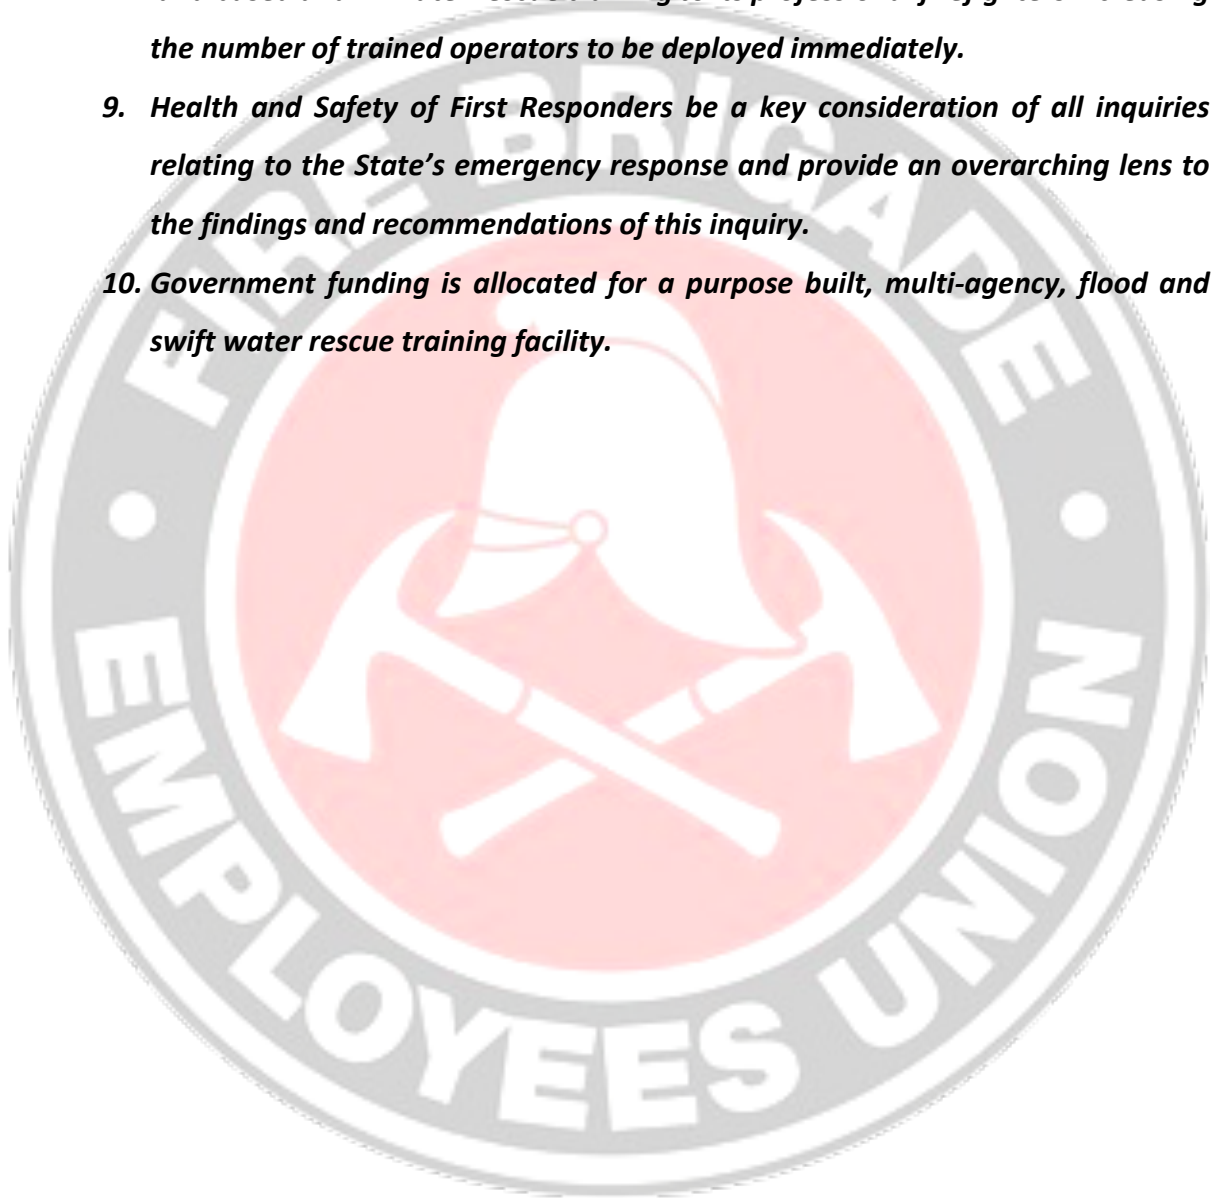 the number of trained operators to be deployed immediately.
9. Health and Safety of First Responders be a key consideration of all inquiries
relating to the State's emergency response and provide an overarching lens to
the findings and recommendations of this inquiry.
10. Government funding is allocated for a purpose built, multi-agency, flood and
swift water rescue training facility.
FIRE BRIGADE
EMPLOYEES UNION